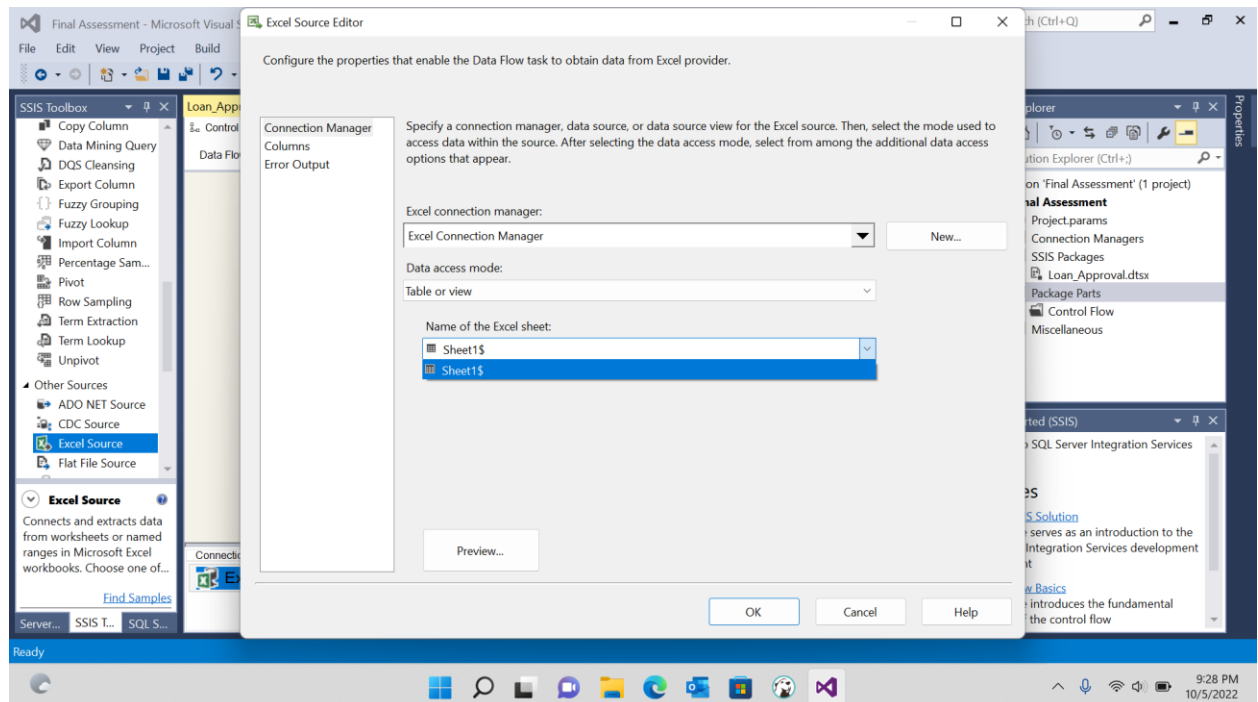 Final Assessment - Microsoft Visual
Excel Source Editor
(Ctrl+Q)
File Edit View Project Build
Configure the properties that enable the Data Flow task to obtain data from Excel provider.
SSIS Toolbox
Copy Column
Data Mining Query
DQS Cleansing
Export Column
{} Fuzzy Grouping
Fuzzy Lookup
Import Column
Percentage Sam...
Pivot
Row Sampling
Term Extraction
Term Lookup
Unpivot
Other Sources
ADO NET Source
CDC Source
Excel Source
Flat File Source
Excel Source
Connects and extracts data
from worksheets or named
ranges in Microsoft Excel
workbooks. Choose one of...
Find Samples
Server... SSIS T... SQL S...
Loan_App
Control
Data Flo
Connectio
Ex
Connection Manager
Columns
Error Output
Specify a connection manager, data source, or data source view for the Excel source. Then, select the mode used to
access data within the source. After selecting the data access mode, select from among the additional data access
options that appear.
Excel connection manager:
Excel Connection Manager
New...
Data access mode:
Table or view
Name of the Excel sheet:
Sheet1$
Sheet1$
Preview...
OK Cancel Help
plorer
ution Explorer (Ctrl+;)
on 'Final Assessment' (1 project)
nal Assessment
Project.params
Connection Managers
SSIS Packages
Loan_Approval.dtsx
Package Parts
Control Flow
Miscellaneous
Properties
rted (SSIS)
SQL Server Integration Services
es
S Solution
serves as an introduction to the
Integration Services development
nt
w Basics
introduces the fundamental
the control flow
Ready
9:28 PM
10/5/2022